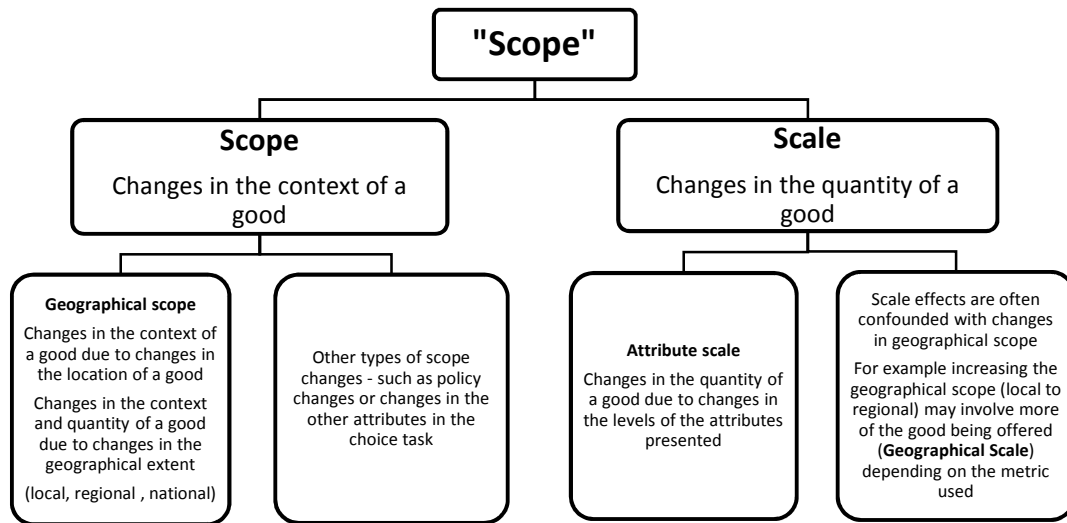 "Scope"
Scope
Changes in the context of a
good
Scale
Changes in the quantity of a
good
Geographical scope
Changes in the context of
a good due to changes in
the location of a good
Changes in the context
and quantity of a good
due to changes in the
geographical extent
(local, regional , national)
Other types of scope
changes - such as policy
changes or changes in the
other attributes in the
choice task
Attribute scale
Changes in the quantity of
a good due to changes in
the levels of the attributes
presented
Scale effects are often
confounded with changes
in geographical scope
For example increasing the
geographical scope (local to
regional) may involve more
of the good being offered
(Geographical Scale)
depending on the metric
used